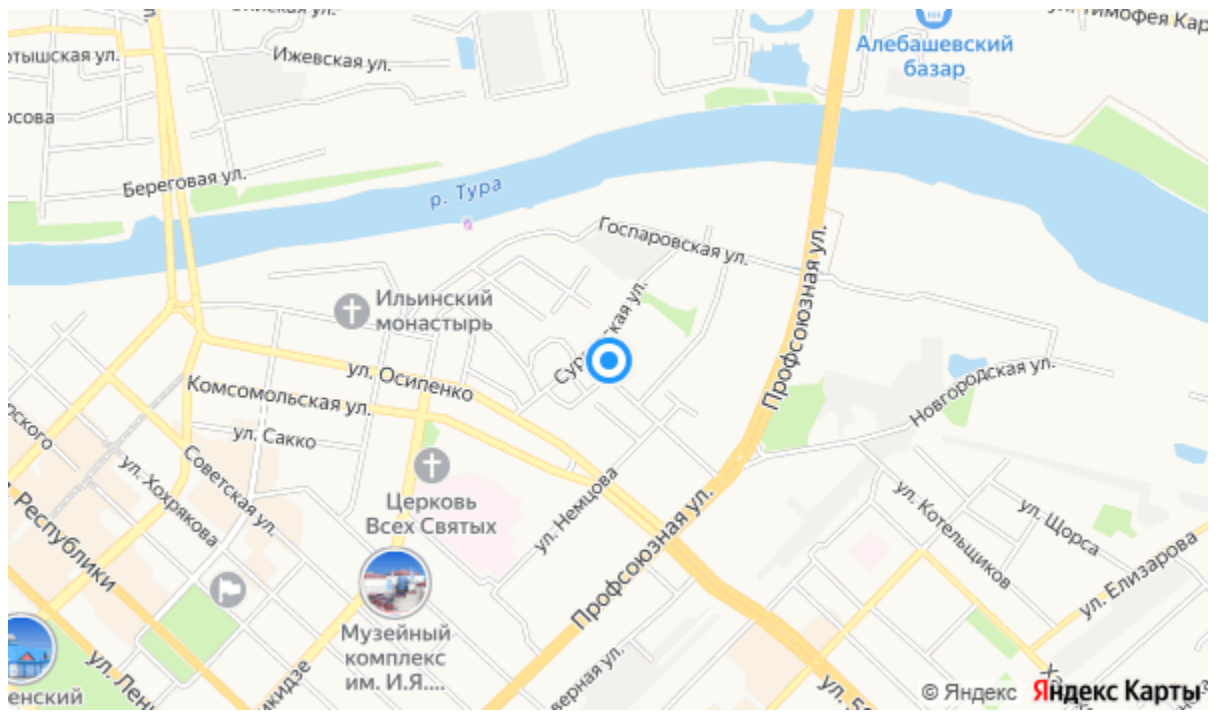 Ижевская ул.
Алебашевский
базар
Береговая ул.
р. Тура
Госпаровская ул.
Ильинский
монастырь
Профсоюзная ул.
ул. Осипенко
Комсомольская ул.
Новгородская ул.
ул. Сакко
Советская ул.
ул. Хохрякова
Церковь
Всех Святых
ул. Немцова
Республики
ул. Котельщиков
ул. Щорса
ул. Елизарова
Профсоюзная ул.
Музейный
комплекс
им. И.Я....
© Яндекс Яндекс Карты